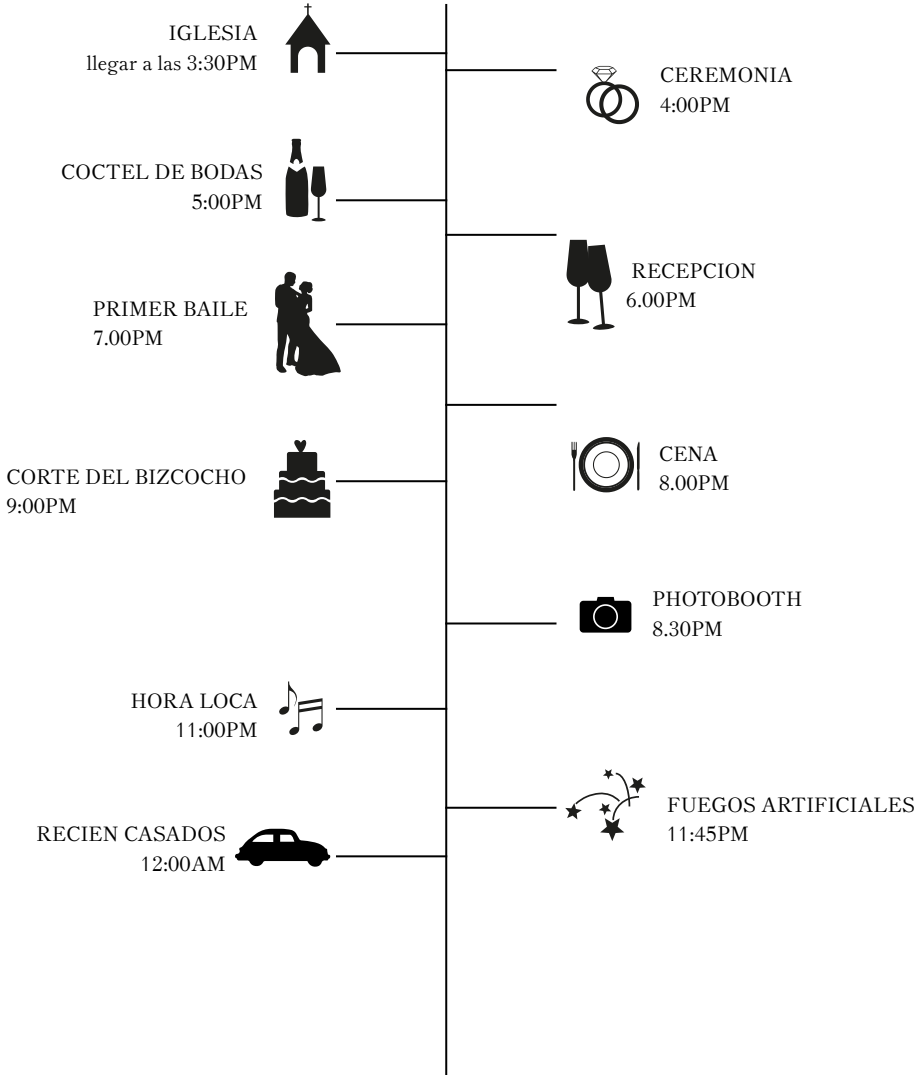 IGLESIA
llegar a las 3:30PM
CEREMONIA
4:00PM
COCTEL DE BODAS
5:00PM
RECEPCION
6.00PM
PRIMER BAILE
7.00PM
CENA
8.00PM
CORTE DEL BIZCOCHO
9:00PM
PHOTOBOOTH
8.30PM
HORA LOCA
11:00PM
FUEGOS ARTIFICIALES
11:45PM
RECIEN CASADOS
12:00AM